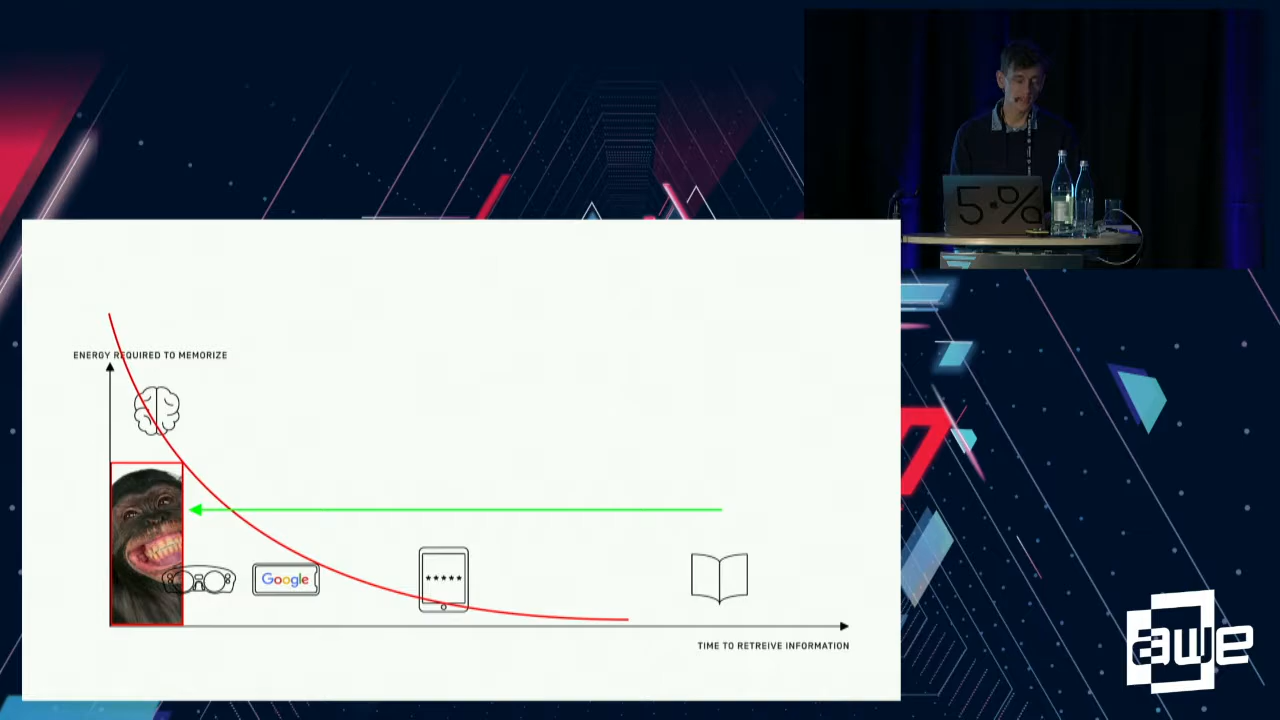 5*%
ENERGY REQUIRED TO MEMORIZE
Google
*****
TIME TO RETREIVE INFORMATION
awe